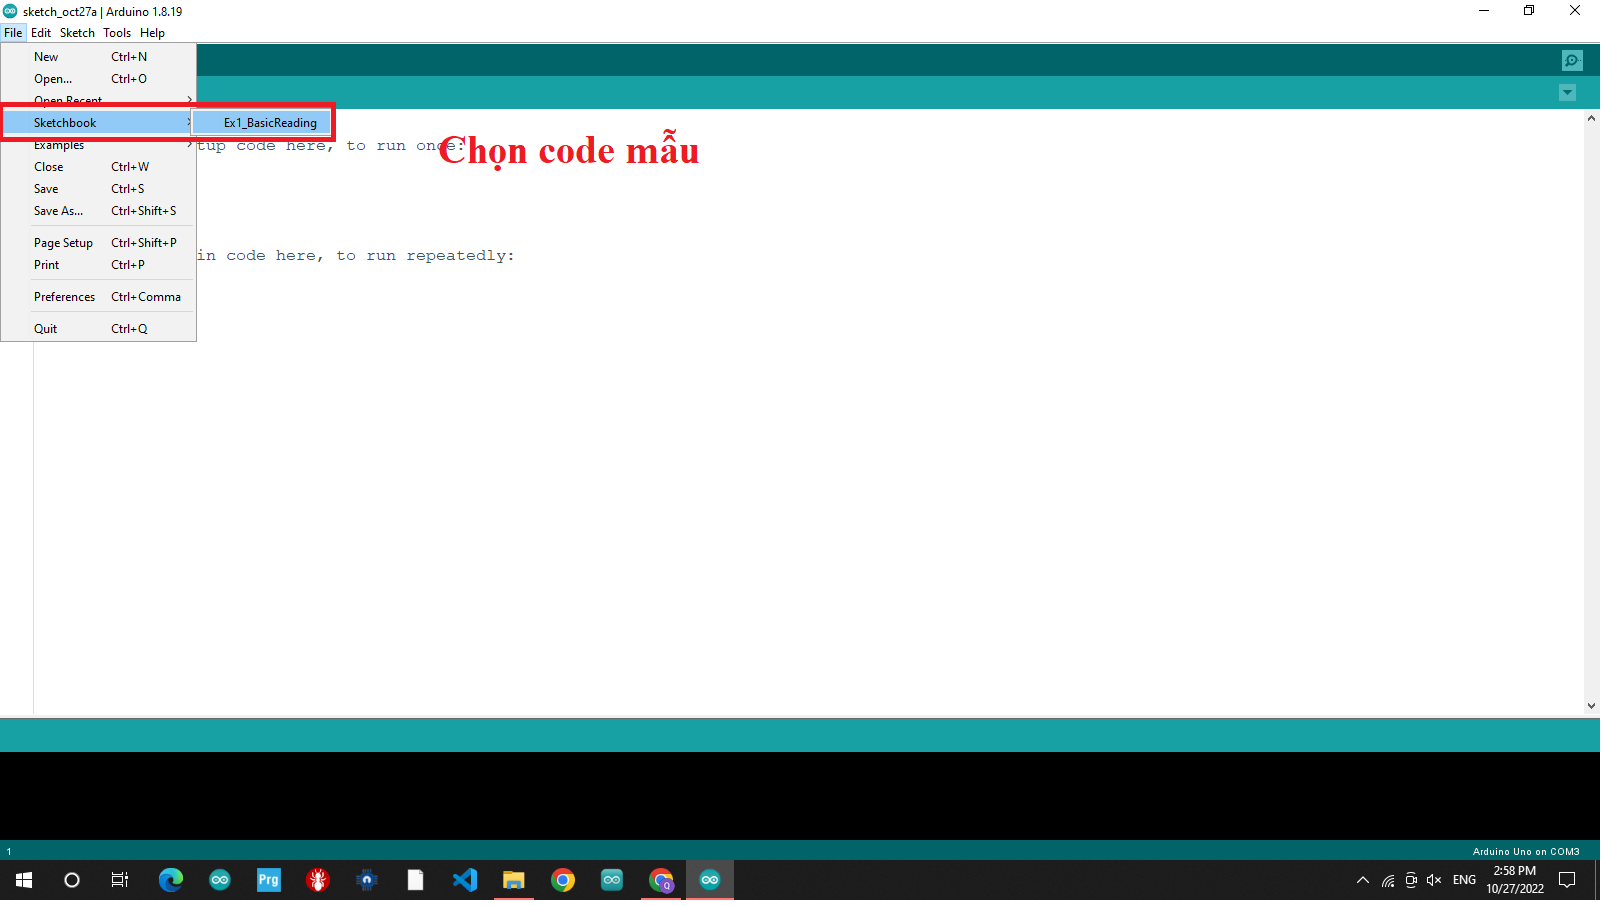 sketch_oct27a | Arduino 1.8.19
File Edit Sketch Tools Help
New Ctrl+N
Open... Ctrl+O
Open Recent
Sketchbook
Ex1_BasicReading
Examples
tup code here, to run once:
Chọn code mẫu
Close Ctrl+W
Save Ctrl+S
Save As... Ctrl+Shift+S
Page Setup Ctrl+Shift+P
in code here, to run repeatedly:
Print Ctrl+P
Preferences Ctrl+Comma
Quit Ctrl+Q
1
Arduino Uno on COM3
Prg
Q
ENG
2:58 PM
10/27/2022